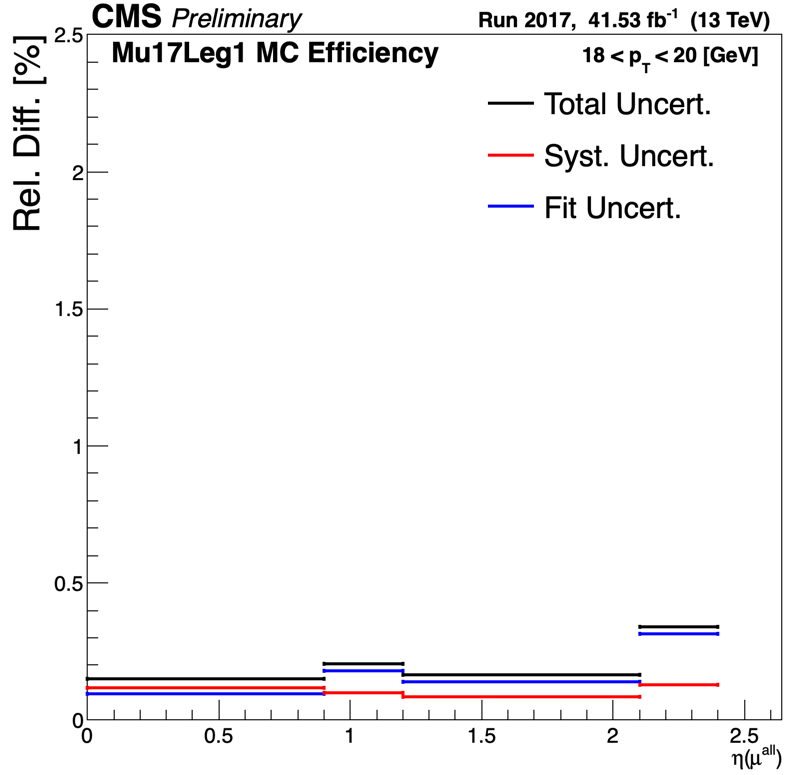 CMS Preliminary
Run 2017, 41.53 fb⁻¹ (13 TeV)
Mu17Leg1 MC Efficiency
18 < p_T < 20 [GeV]
Total Uncert.
Syst. Uncert.
Fit Uncert.
Rel. Diff. [%]
2.5
2
1.5
1
0.5
0
0 0.5 1 1.5 2 2.5
η(μ^all)